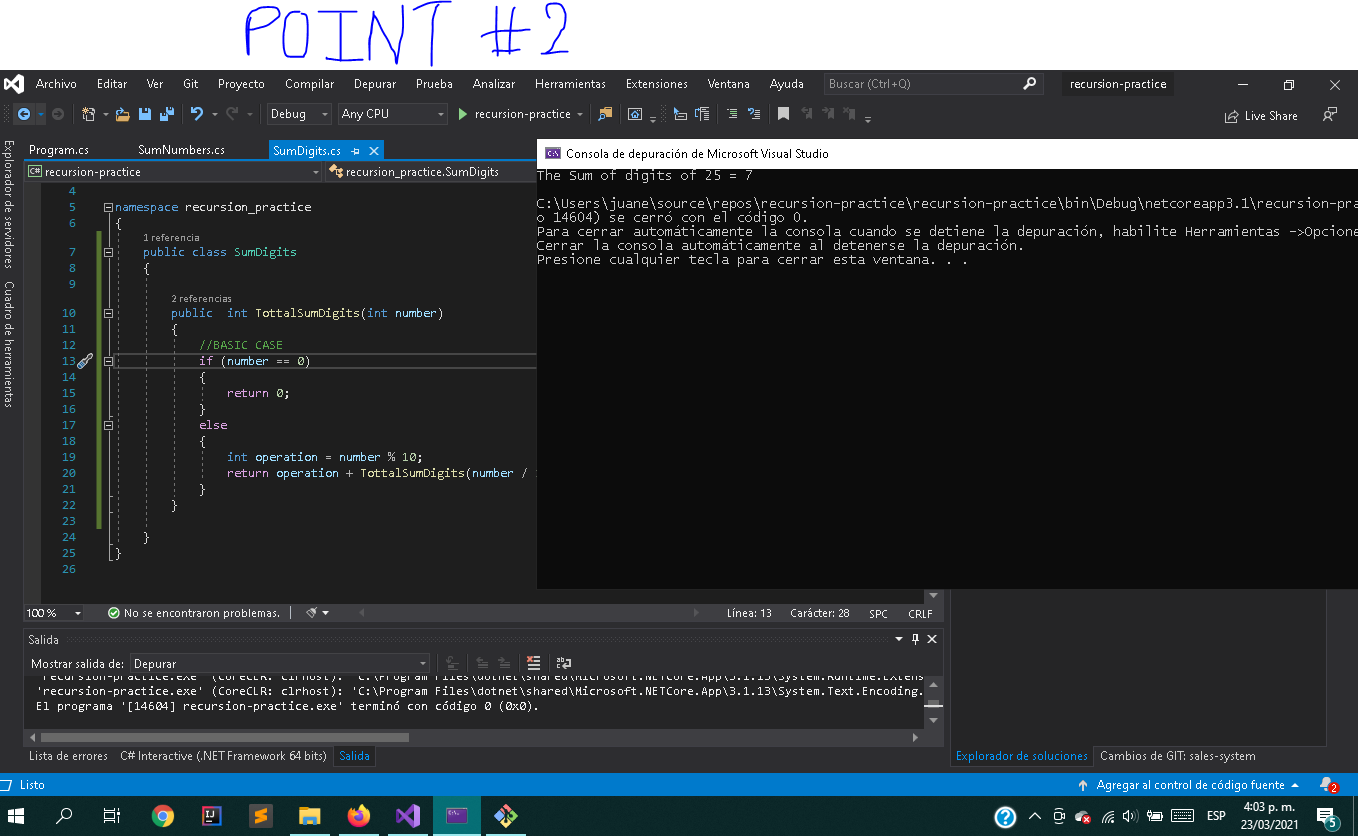 POINT #2
Archivo Editar Ver Git Proyecto Compilar Depurar Prueba Analizar Herramientas Extensiones Ventana Ayuda Buscar (Ctrl+Q) recursion-practice
Debug Any CPU recursion-practice Live Share
Explorador de servidores
Cuadro de herramientas
Program.cs SumNumbers.cs SumDigits.cs
C# recursion-practice recursion_practice.SumDigits
4
5 namespace recursion_practice
6 {
1 referencia
7 public class SumDigits
8 {
9
2 referencias
10 public int TottalSumDigits(int number)
11 {
12 //BASIC CASE
13 if (number == 0)
14 {
15 return 0;
16 }
17 else
18 {
19 int operation = number % 10;
20 return operation + TottalSumDigits(number /
21 }
22 }
23
24 }
25 }
26
Consola de depuración de Microsoft Visual Studio
The Sum of digits of 25 = 7
C:\Users\juane\source\repos\recursion-practice\recursion-practice\bin\Debug\netcoreapp3.1\recursion-pra
o 14604) se cerró con el código 0.
Para cerrar automáticamente la consola cuando se detiene la depuración, habilite Herramientas ->Opcione
Cerrar la consola automáticamente al detenerse la depuración.
Presione cualquier tecla para cerrar esta ventana. . .
100 % No se encontraron problemas. Línea: 13 Carácter: 28 SPC CRLF
Salida
Mostrar salida de: Depurar
'recursion-practice.exe' (CoreCLR: clrhost): 'C:\Program Files\dotnet\shared\Microsoft.NETCore.App\3.1.13\System.Runtime.Extens
'recursion-practice.exe' (CoreCLR: clrhost): 'C:\Program Files\dotnet\shared\Microsoft.NETCore.App\3.1.13\System.Text.Encoding.
El programa '[14604] recursion-practice.exe' terminó con código 0 (0x0).
Lista de errores C# Interactive (.NET Framework 64 bits) Salida Explorador de soluciones Cambios de GIT: sales-system
Listo Agregar al control de código fuente 2
ESP 4:03 p. m.
23/03/2021 5